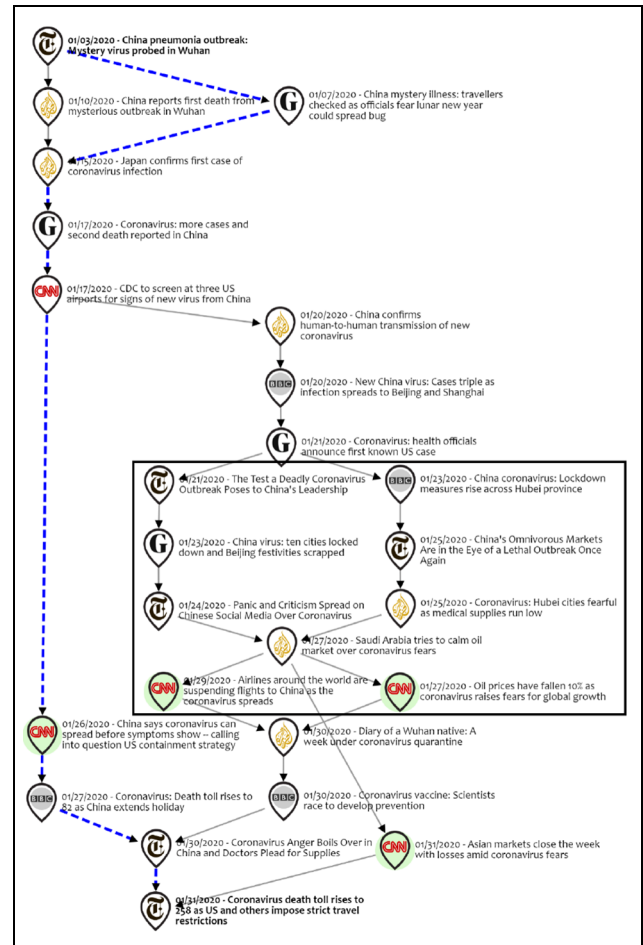 01/03/2020 - China pneumonia outbreak:
Mystery virus probed in Wuhan
01/10/2020 - China reports first death from
mysterious outbreak in Wuhan
01/07/2020 - China mystery illness: travellers
checked as officials fear lunar new year
could spread bug
01/15/2020 - Japan confirms first case of
coronavirus infection
01/17/2020 - Coronavirus: more cases and
second death reported in China
CNN
01/17/2020 - CDC to screen at three US
airports for signs of new virus from China
01/20/2020 - China confirms
human-to-human transmission of new
coronavirus
BBC
01/20/2020 - New China virus: Cases triple as
infection spreads to Beijing and Shanghai
G
01/21/2020 - Coronavirus: health officials
announce first known US case
01/21/2020 - The Test a Deadly Coronavirus
Outbreak Poses to China's Leadership
BBC
01/23/2020 - China coronavirus: Lockdown
measures rise across Hubei province
G
01/23/2020 - China virus: ten cities locked
down and Beijing festivities scrapped
01/25/2020 - China's Omnivorous Markets
Are in the Eye of a Lethal Outbreak Once
Again
01/24/2020 - Panic and Criticism Spread on
Chinese Social Media Over Coronavirus
01/25/2020 - Coronavirus: Hubei cities fearful
as medical supplies run low
01/27/2020 - Saudi Arabia tries to calm oil
market over coronavirus fears
CNN
01/29/2020 - Airlines around the world are
suspending flights to China as the
coronavirus spreads
CNN
01/27/2020 - Oil prices have fallen 10% as
coronavirus raises fears for global growth
CNN
01/26/2020 - China says coronavirus can
spread before symptoms show -- calling
into question US containment strategy
01/30/2020 - Diary of a Wuhan native: A
week under coronavirus quarantine
BBC
01/27/2020 - Coronavirus: Death toll rises to
82 as China extends holiday
BBC
01/30/2020 - Coronavirus vaccine: Scientists
race to develop prevention
01/30/2020 - Coronavirus Anger Boils Over in
China and Doctors Plead for Supplies
CNN
01/31/2020 - Asian markets close the week
with losses amid coronavirus fears
01/31/2020 - Coronavirus death toll rises to
258 as US and others impose strict travel
restrictions